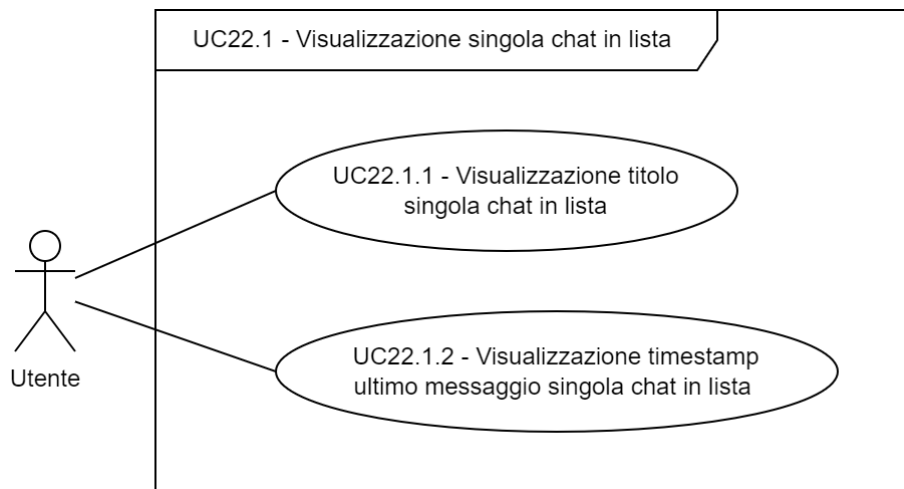 UC22.1 - Visualizzazione singola chat in lista
UC22.1.1 - Visualizzazione titolo
singola chat in lista
Utente
UC22.1.2 - Visualizzazione timestamp
ultimo messaggio singola chat in lista